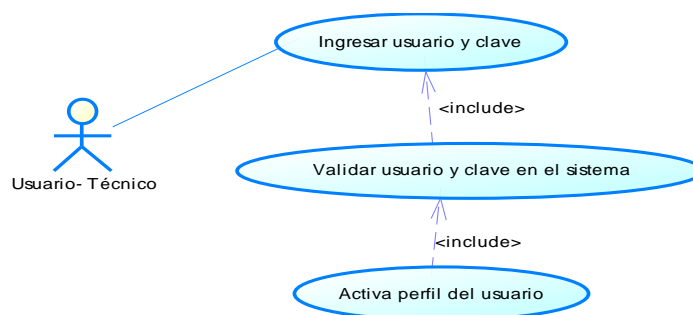 Ingresar usuario y clave
<include>
Usuario- Técnico
Validar usuario y clave en el sistema
<include>
Activa perfil del usuario